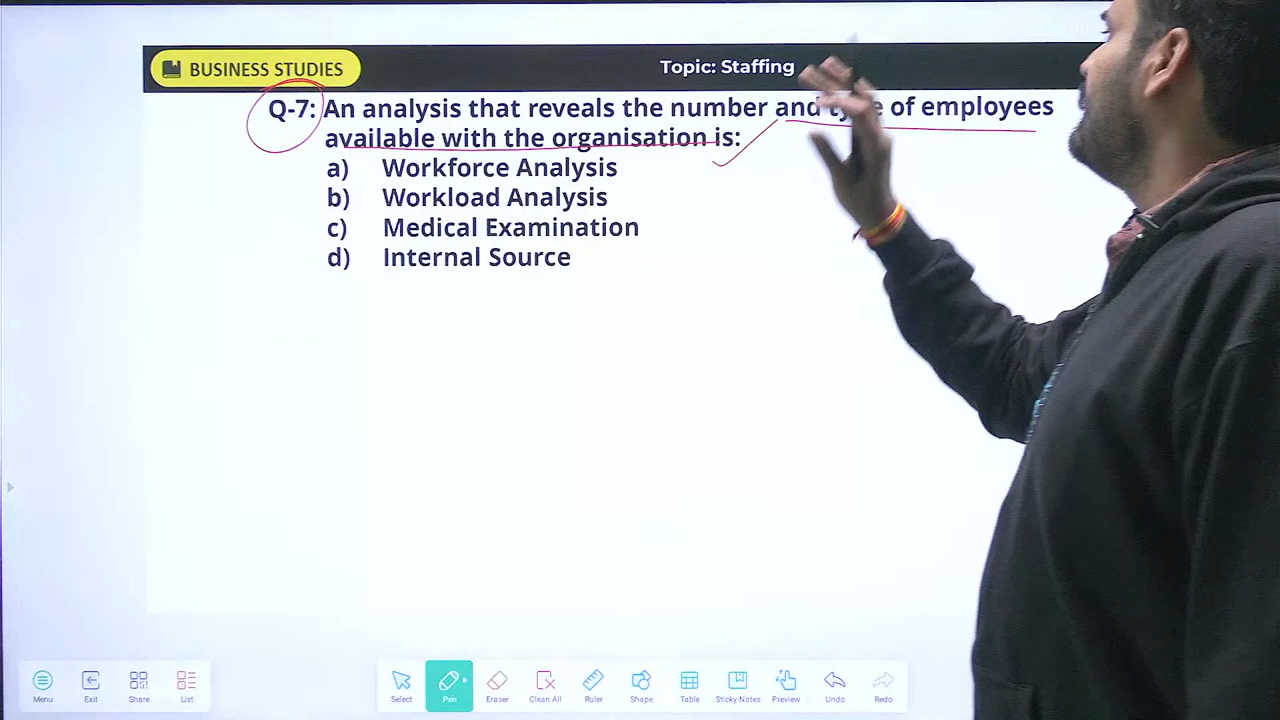 BUSINESS STUDIES
Topic: Staffing
Q-7: An analysis that reveals the number and type of employees
available with the organisation is:
a) Workforce Analysis
b) Workload Analysis
c) Medical Examination
d) Internal Source
Menu Exit Share List Select Pen Eraser Clean All Ruler Shape Table Sticky-Notes Preview Undo Redo